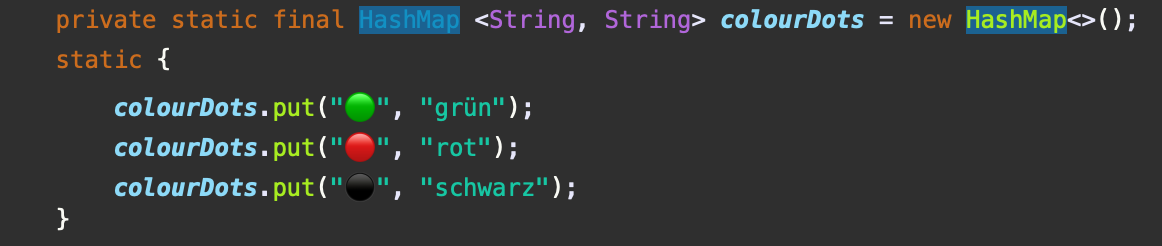 private static final HashMap <String, String> colourDots = new HashMap<>();
static {
colourDots.put("🟢", "grün");
colourDots.put("🔴", "rot");
colourDots.put("⚫", "schwarz");
}